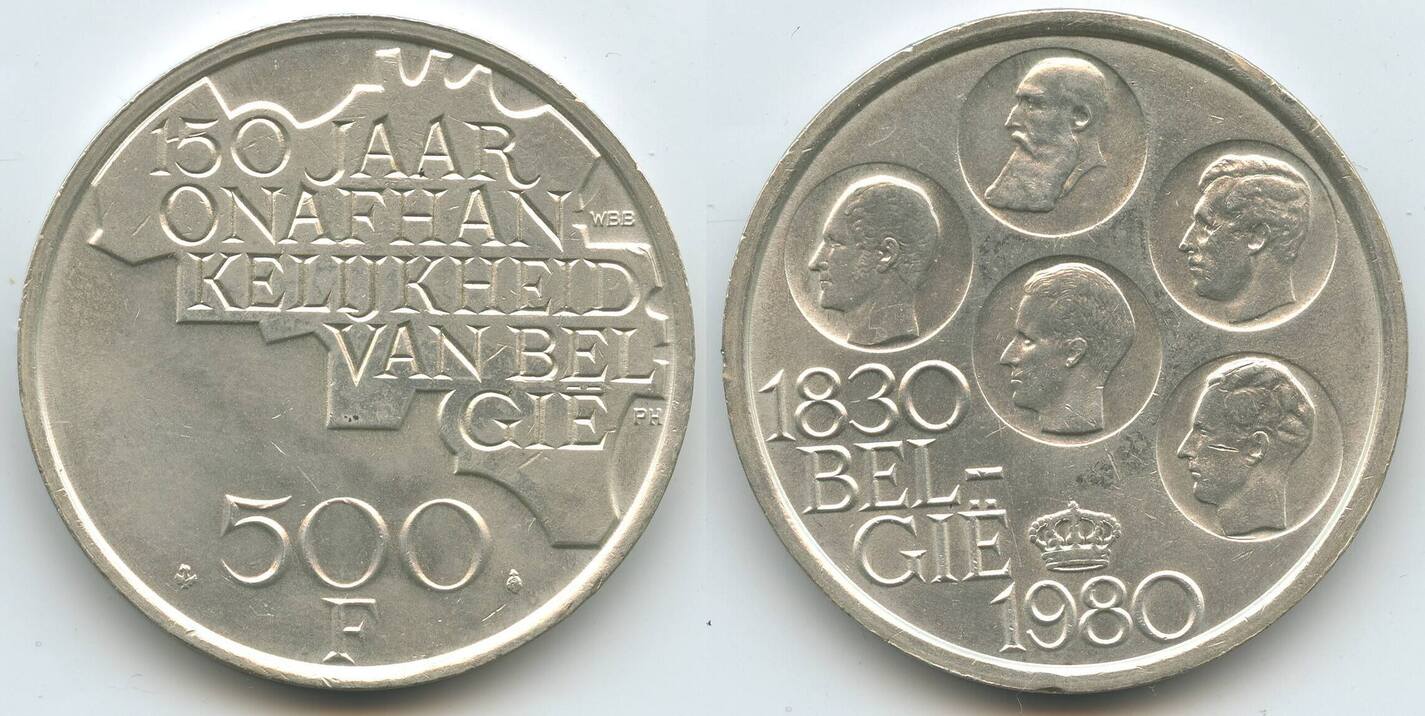 150 JAAR
ONAFHAN-
KELIJKHEID
VAN BEL-
GIË
WBB
PH
500
F
1830
BEL-
GIË
1980